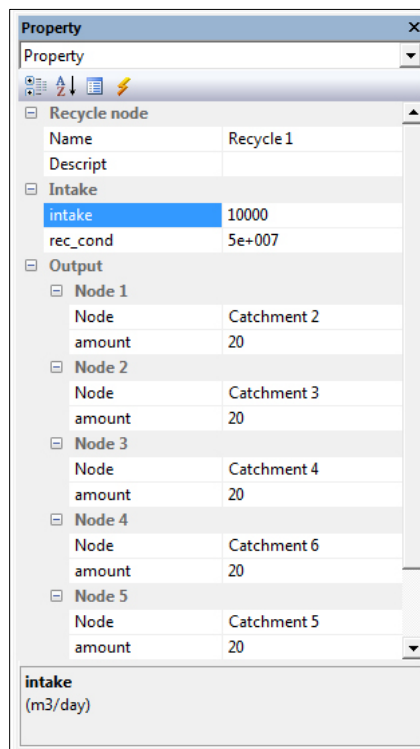 Property
Property
Recycle node
Name Recycle 1
Descript
Intake
intake 10000
rec_cond 5e+007
Output
Node 1
Node Catchment 2
amount 20
Node 2
Node Catchment 3
amount 20
Node 3
Node Catchment 4
amount 20
Node 4
Node Catchment 6
amount 20
Node 5
Node Catchment 5
amount 20
intake
(m3/day)